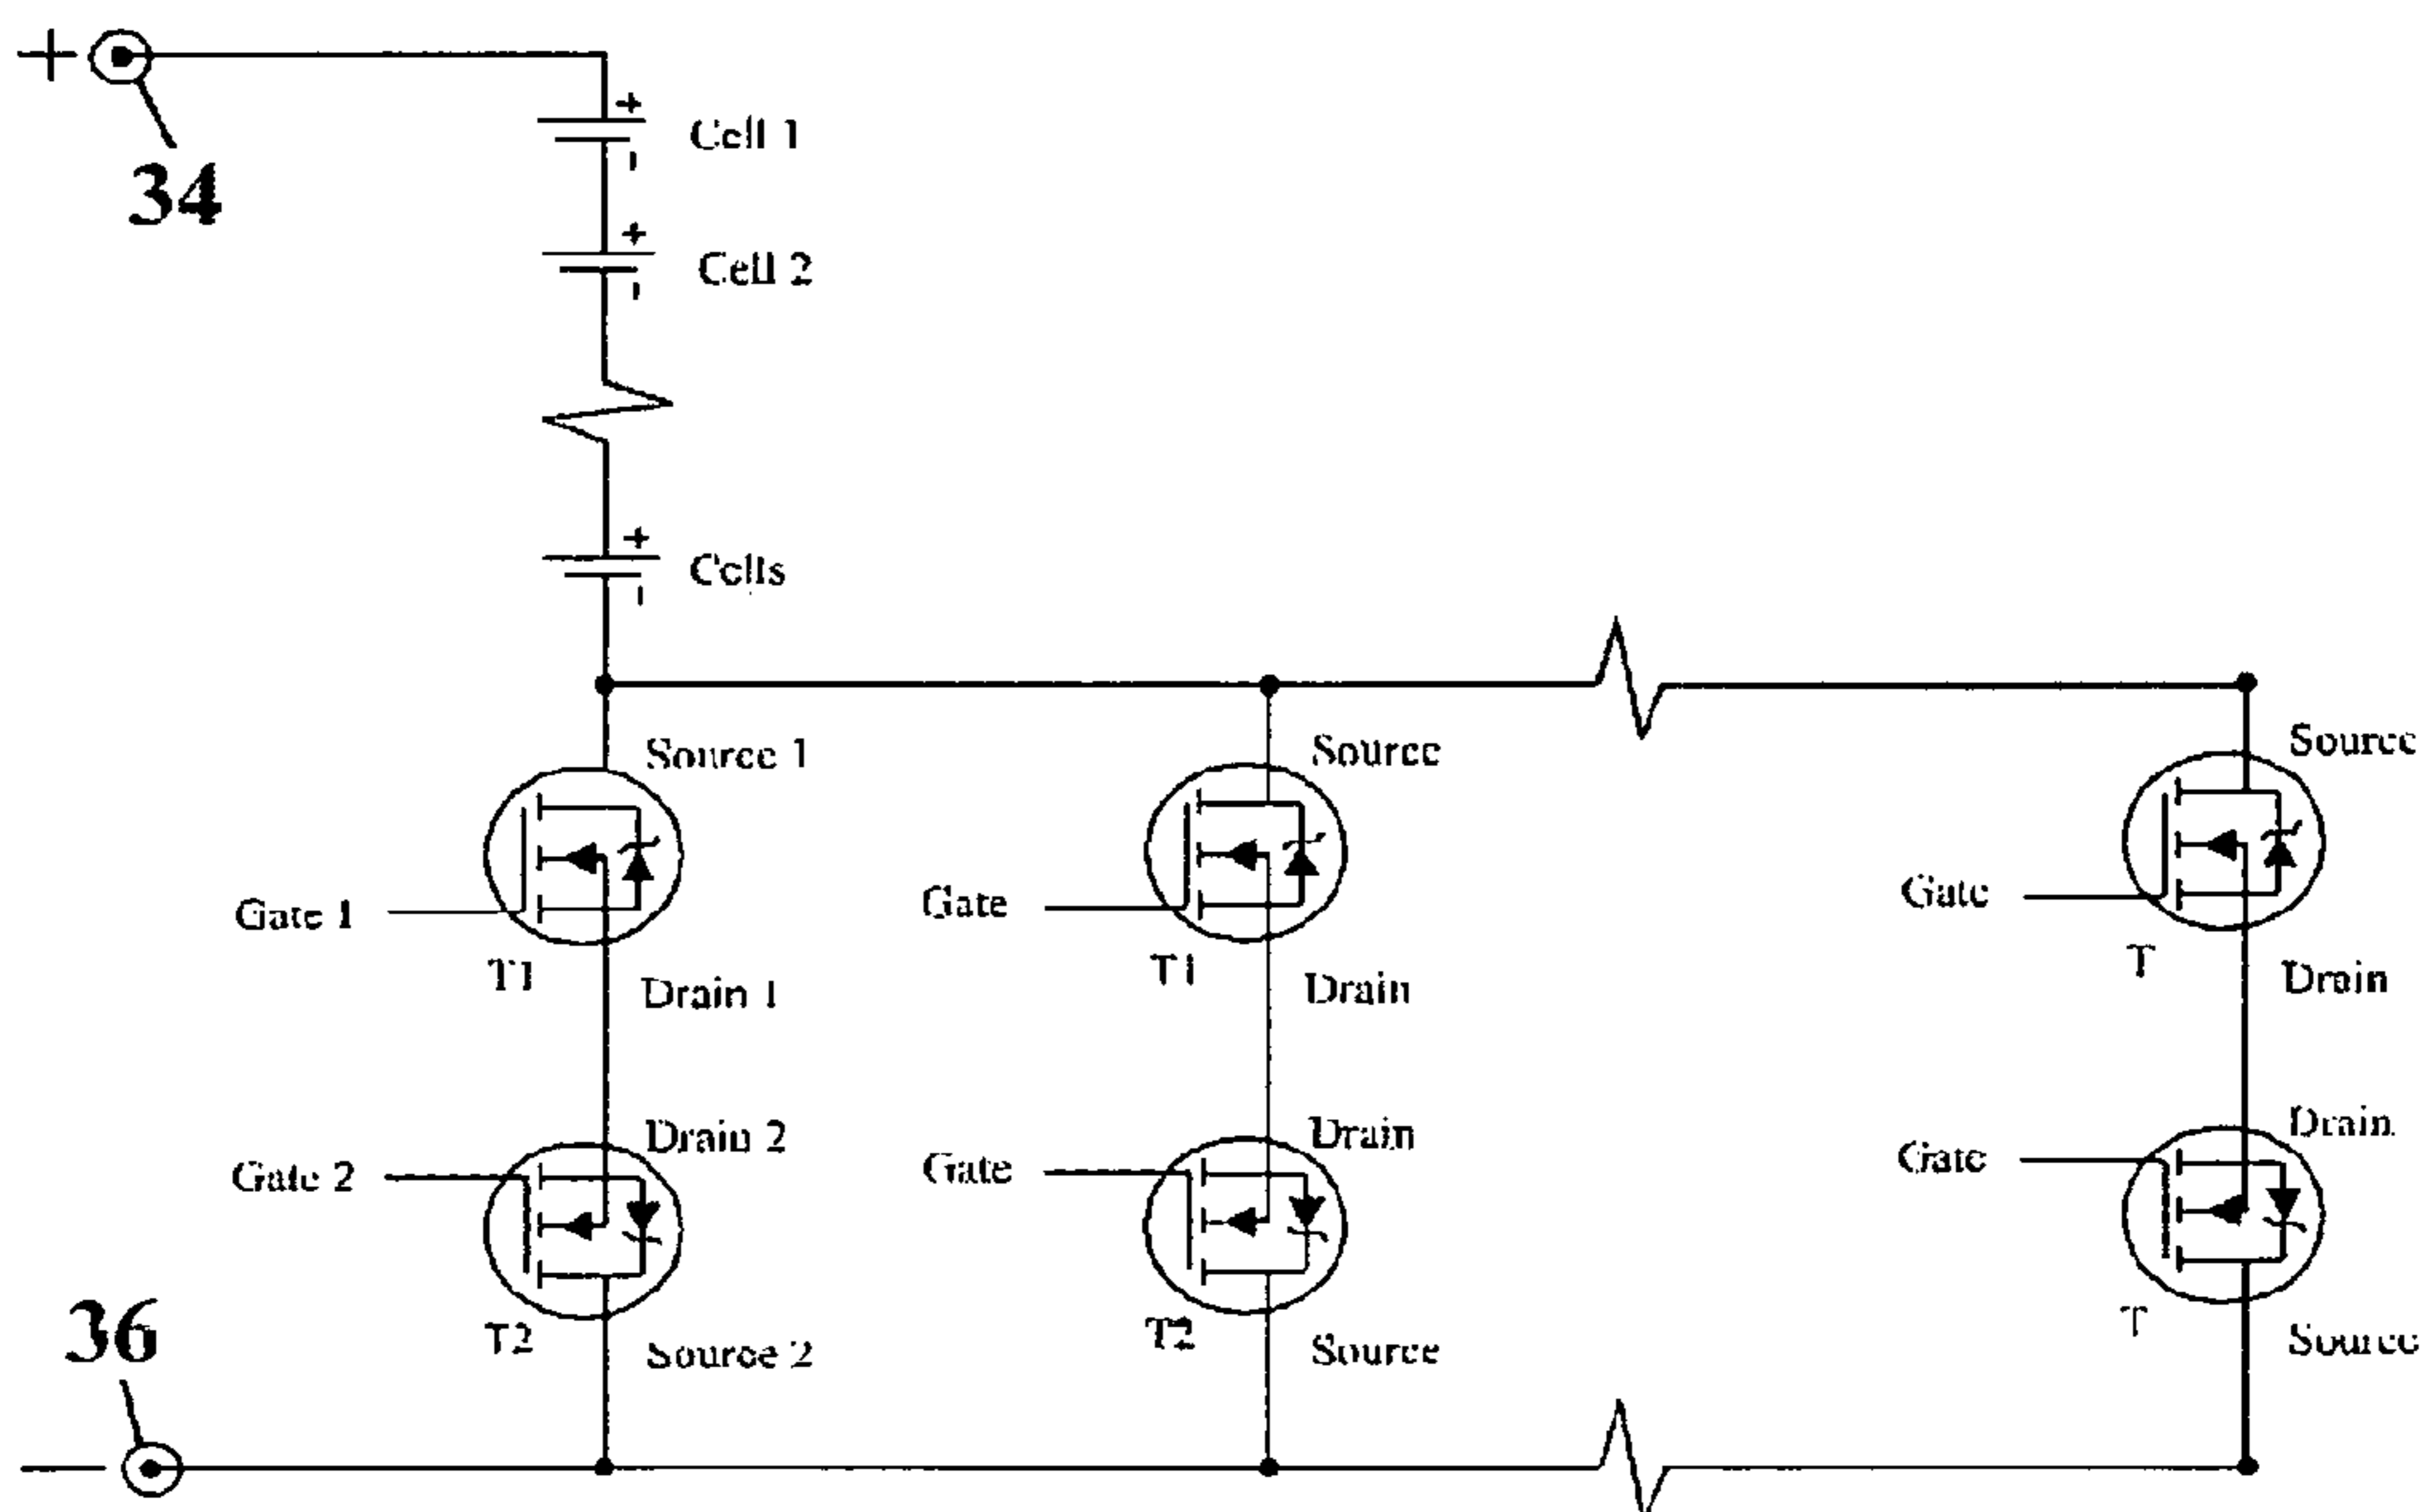 +
34
+
Cell 1
-
+
Cell 2
-
+
Cells
-
Source 1
Source
Source
Gate 1
Gate
Gate
T1
T1
T
Drain 1
Drain
Drain
Drain 2
Drain
Drain
Gate 2
Gate
Gate
T2
T2
T
Source 2
Source
Source
36
-